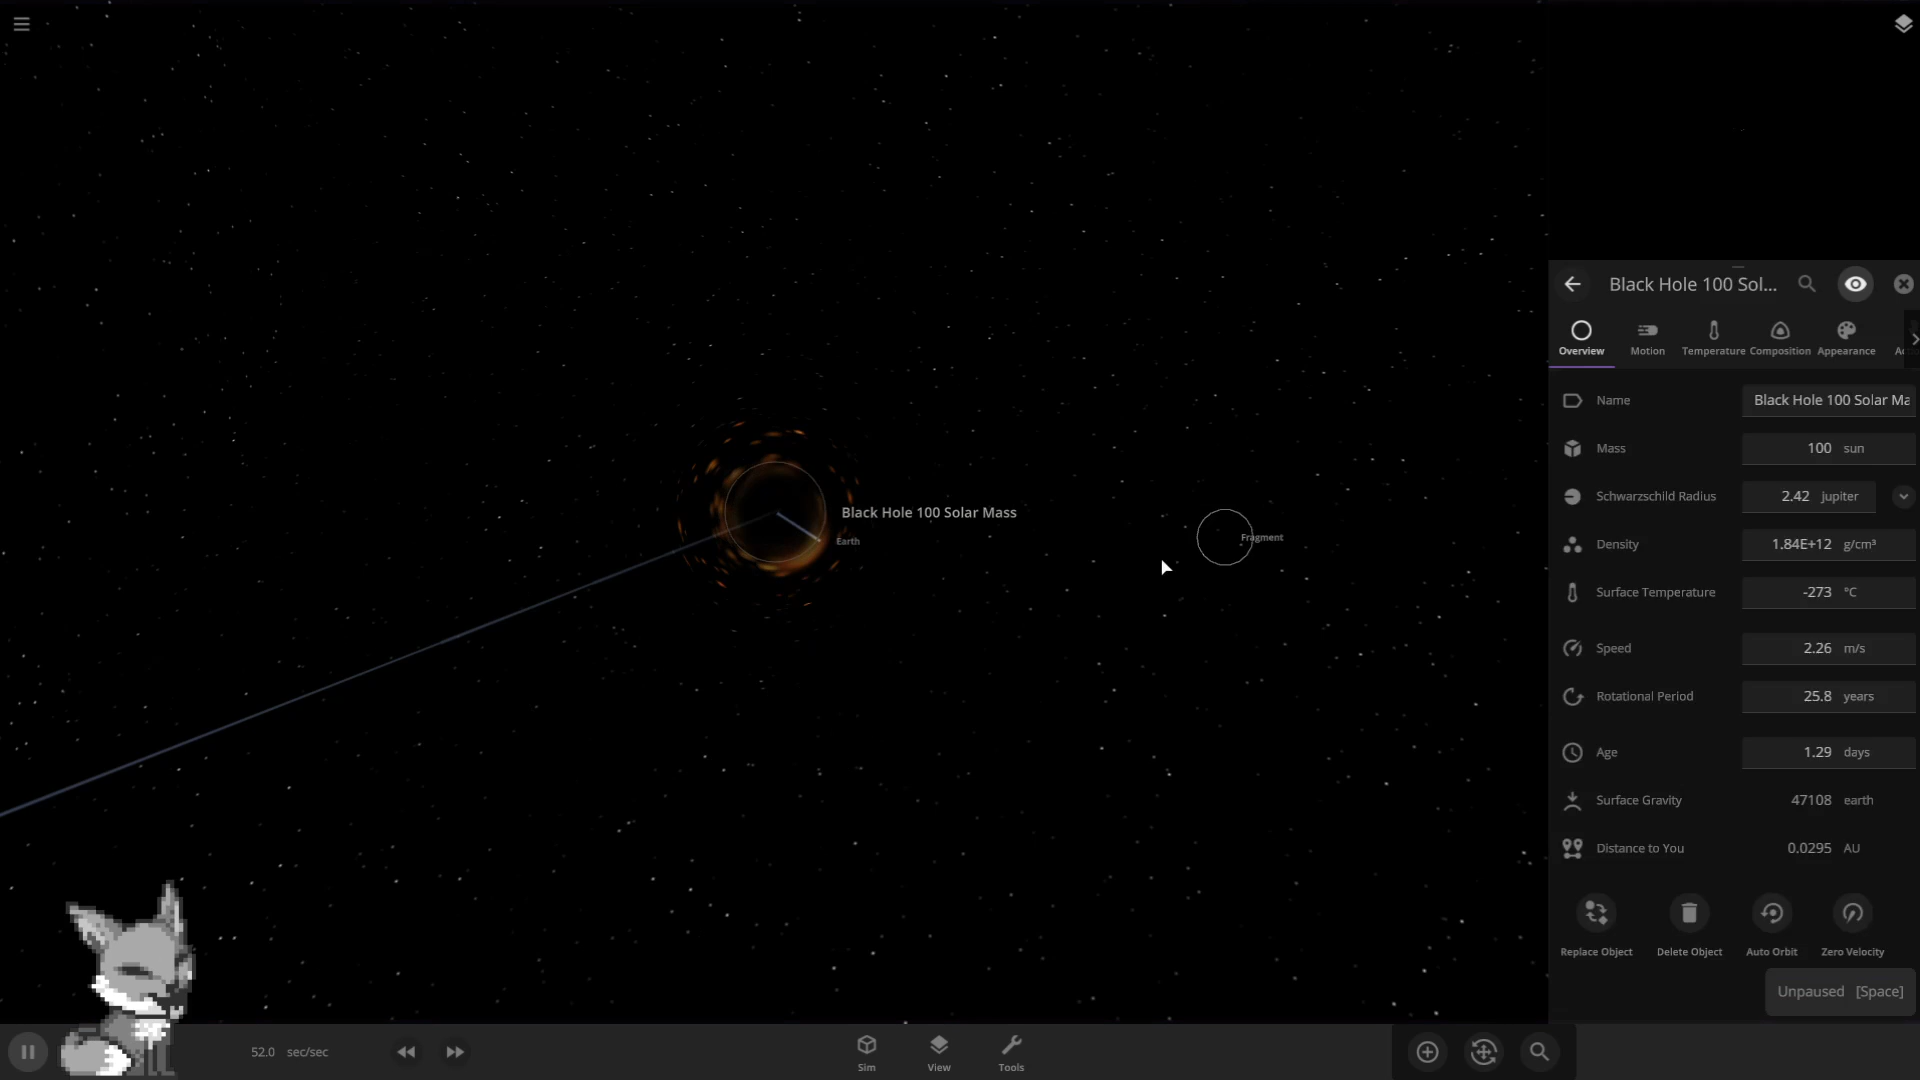 Black Hole 100 Sol...
Overview
Motion
Temperature
Composition
Appearance
Name
Black Hole 100 Solar Ma
Mass
100 sun
Schwarzschild Radius
2.42 jupiter
Density
1.84E+12 g/cm³
Surface Temperature
-273 °C
Speed
2.26 m/s
Rotational Period
25.8 years
Age
1.29 days
Surface Gravity
47108 earth
Distance to You
0.0295 AU
Replace Object
Delete Object
Auto Orbit
Zero Velocity
Unpaused [Space]
Black Hole 100 Solar Mass
Earth
Fragment
52.0 sec/sec
Sim
View
Tools